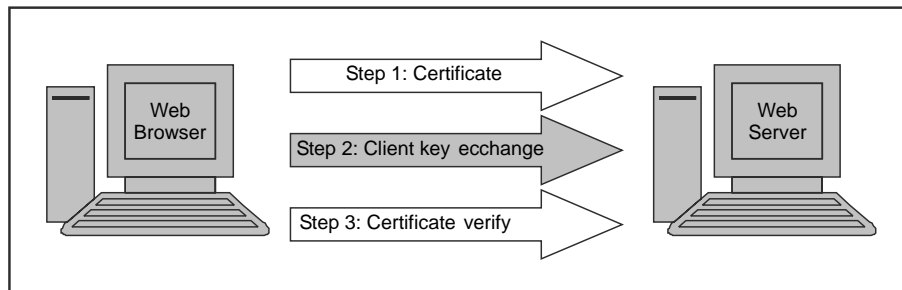 Web
Browser
Step 1: Certificate
Step 2: Client key ecchange
Step 3: Certificate verify
Web
Server